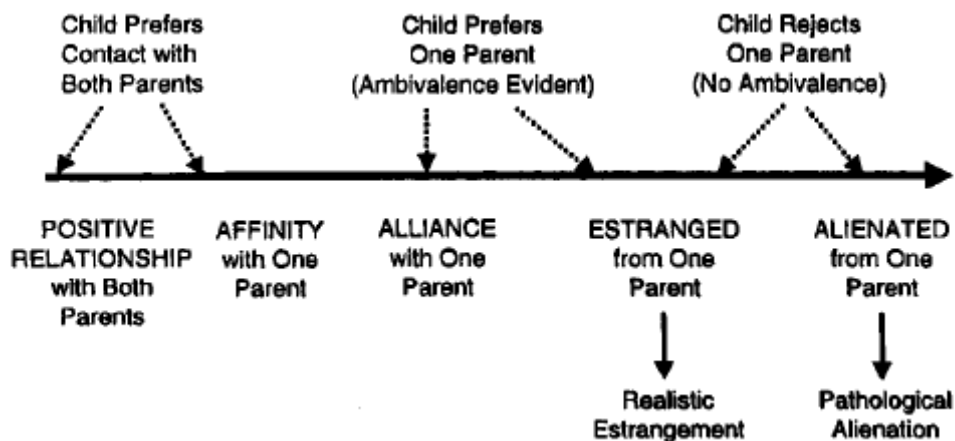 Child Prefers
Contact with
Both Parents
Child Prefers
One Parent
(Ambivalence Evident)
Child Rejects
One Parent
(No Ambivalence)
POSITIVE
RELATIONSHIP
with Both
Parents
AFFINITY
with One
Parent
ALLIANCE
with One
Parent
ESTRANGED
from One
Parent
ALIENATED
from One
Parent
Realistic
Estrangement
Pathological
Alienation